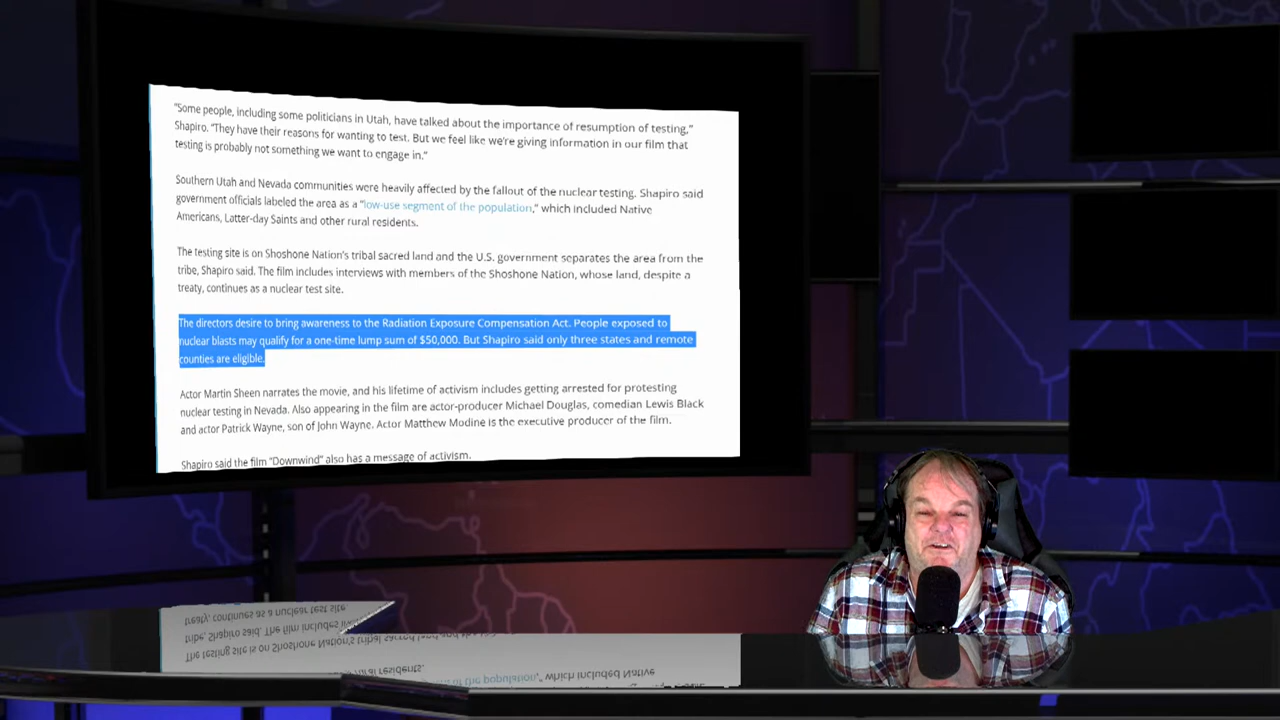 "Some people, including some politicians in Utah, have talked about the importance of resumption of testing,"
Shapiro. "They have their reasons for wanting to test. But we feel like we're giving information in our film that
testing is probably not something we want to engage in."
Southern Utah and Nevada communities were heavily affected by the fallout of the nuclear testing. Shapiro said
government officials labeled the area as a "low-use segment of the population," which included Native
Americans, Latter-day Saints and other rural residents.
The testing site is on Shoshone Nation's tribal sacred land and the U.S. government separates the area from the
tribe, Shapiro said. The film includes interviews with members of the Shoshone Nation, whose land, despite a
treaty, continues as a nuclear test site.
The directors desire to bring awareness to the Radiation Exposure Compensation Act. People exposed to
nuclear blasts may qualify for a one-time lump sum of $50,000. But Shapiro said only three states and remote
counties are eligible.
Actor Martin Sheen narrates the movie, and his lifetime of activism includes getting arrested for protesting
nuclear testing in Nevada. Also appearing in the film are actor-producer Michael Douglas, comedian Lewis Black
and actor Patrick Wayne, son of John Wayne. Actor Matthew Modine is the executive producer of the film.
Shapiro said the film "Downwind" also has a message of activism.